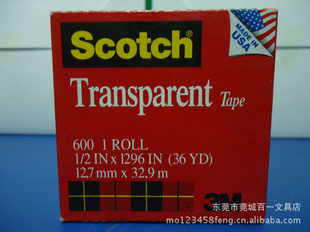 Scotch®
MADE IN
USA
Transparent Tape
600 1 ROLL
1/2 IN x 1296 IN (36 YD)
12,7 mm x 32,9 m
3M
东莞市莞城百一文具店
mo123458feng.cn.alibaba.com